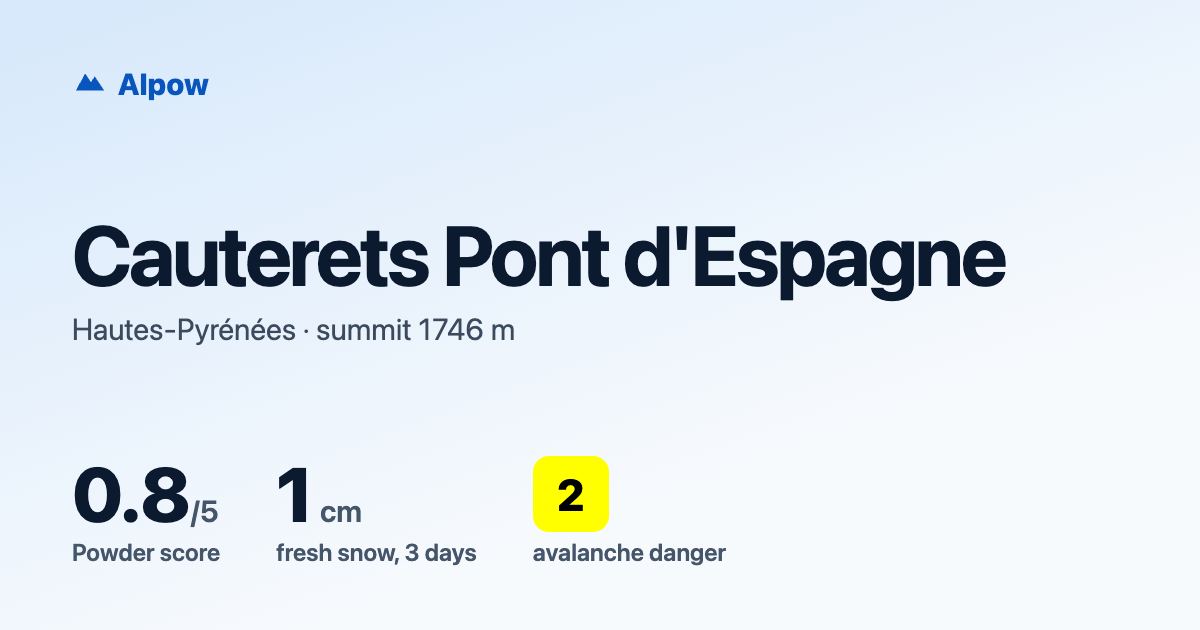 Alpow
Cauterets Pont d'Espagne
Hautes-Pyrénées · summit 1746 m
0.8/5 1 cm 2
Powder score fresh snow, 3 days avalanche danger